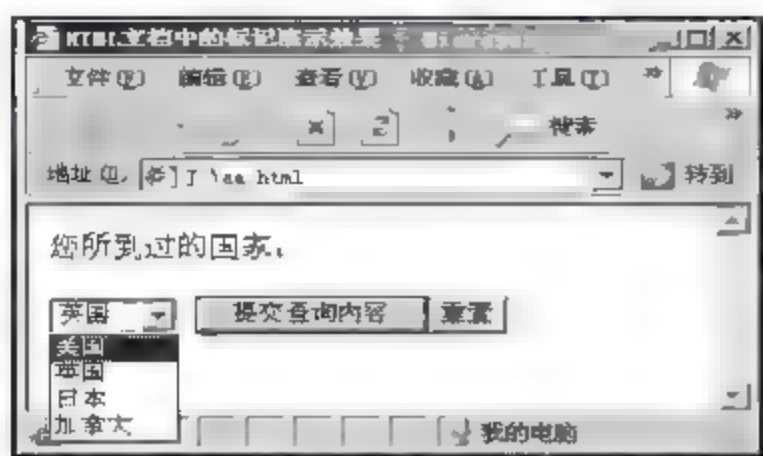 HTML文档中的标记演示效果 - Mi
文件(F) 编辑(E) 查看(V) 收藏(A) 工具(T) »
搜索 »
地址(D) J:\aa.html 转到
您所到过的国家:
英国 提交查询内容 重置
美国
英国
日本
加拿大
我的电脑